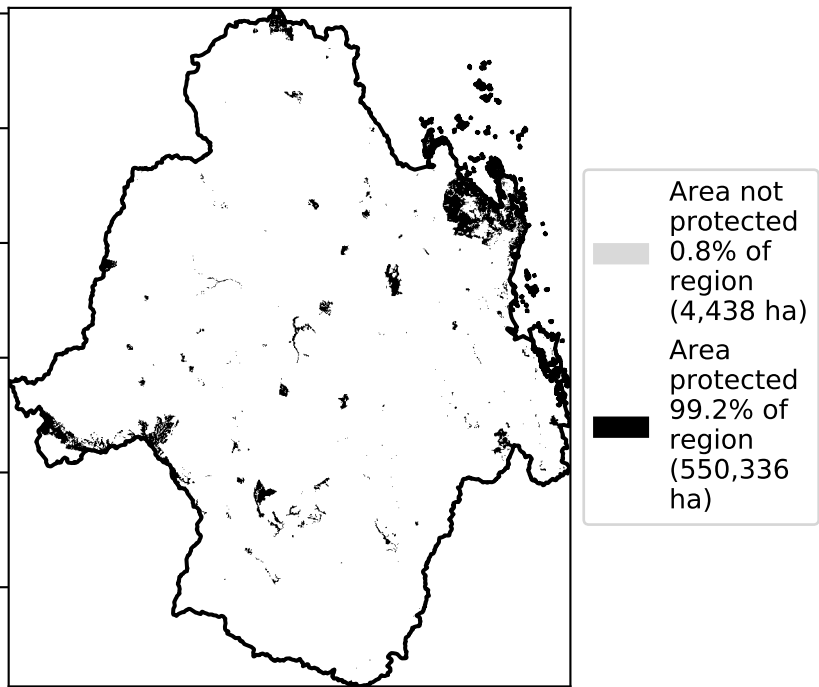 Area not
protected
0.8% of
region
(4,438 ha)
Area
protected
99.2% of
region
(550,336
ha)